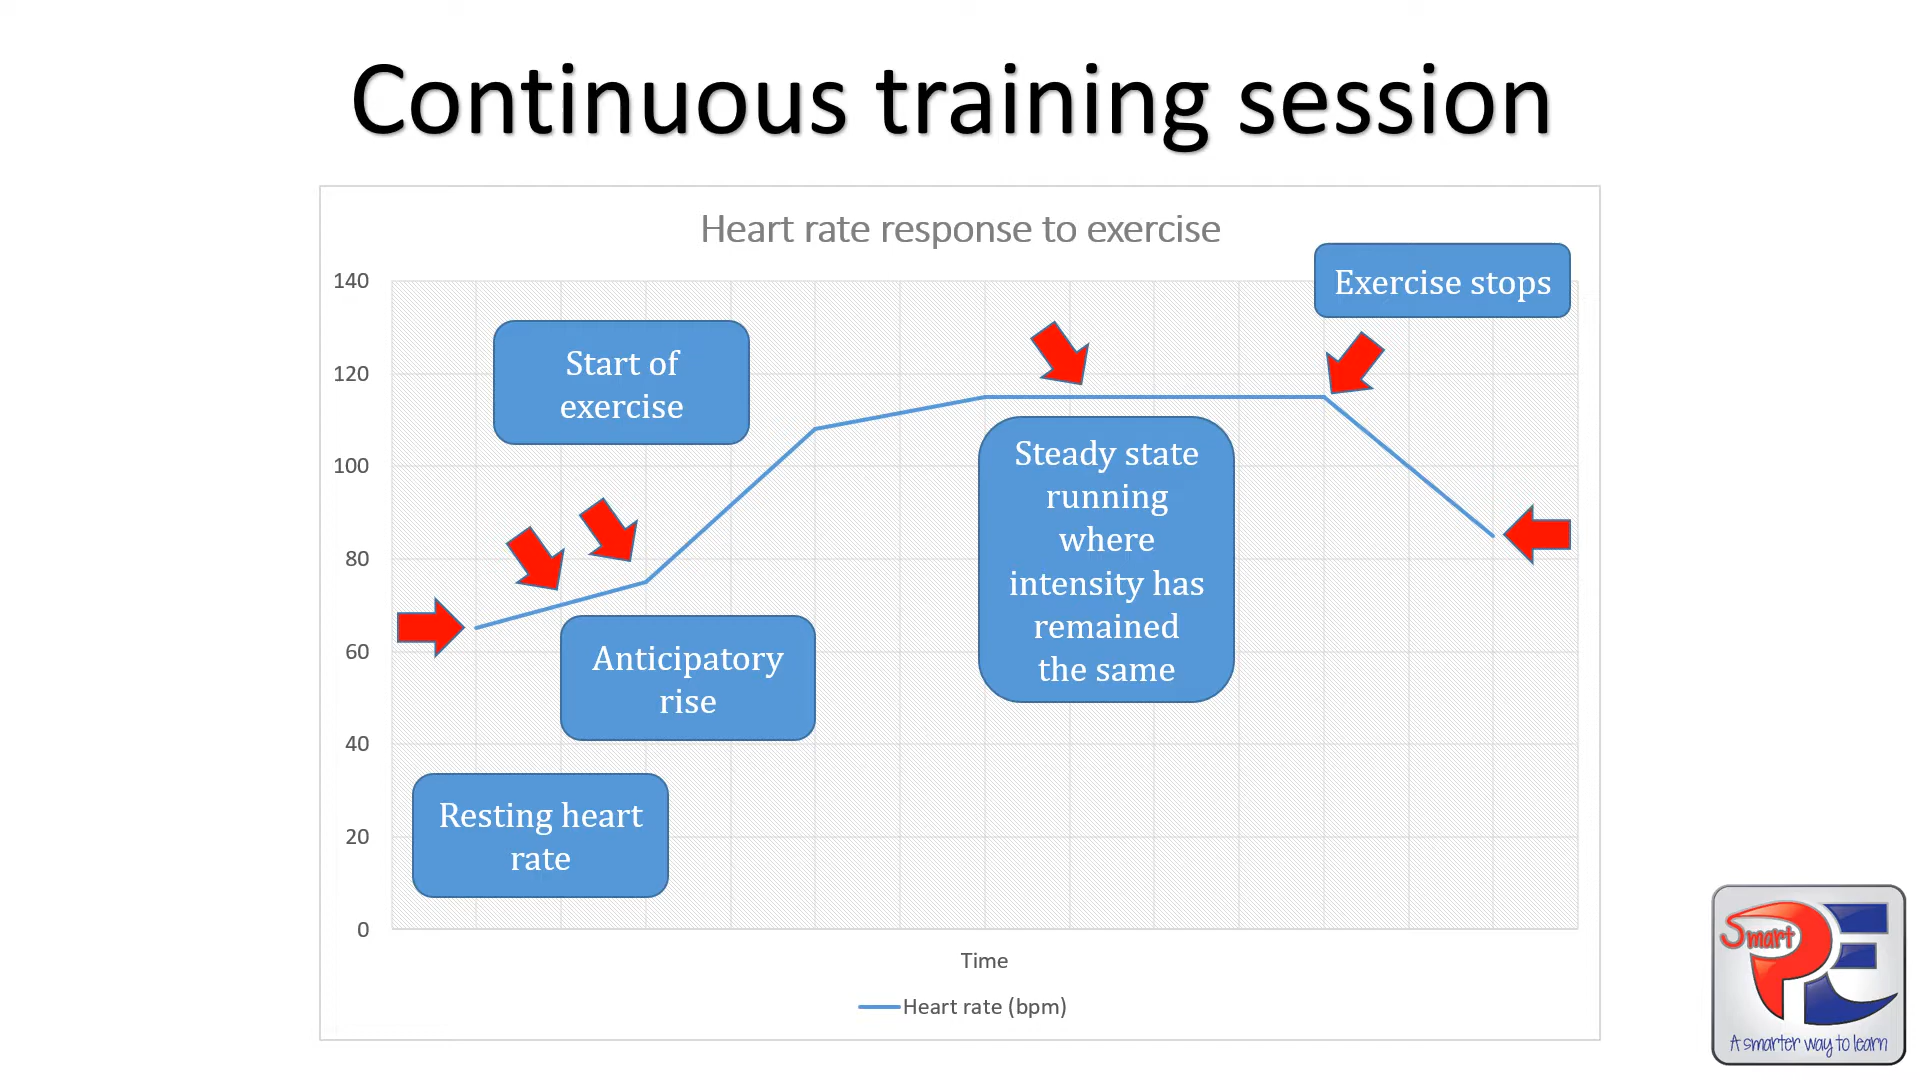 Continuous training session
Heart rate response to exercise
Exercise stops
140
120
100
80
60
40
20
0
Start of
exercise
Steady state
running
where
intensity has
remained
the same
Anticipatory
rise
Resting heart
rate
Time
Heart rate (bpm)
Smart
PE
A smarter way to learn